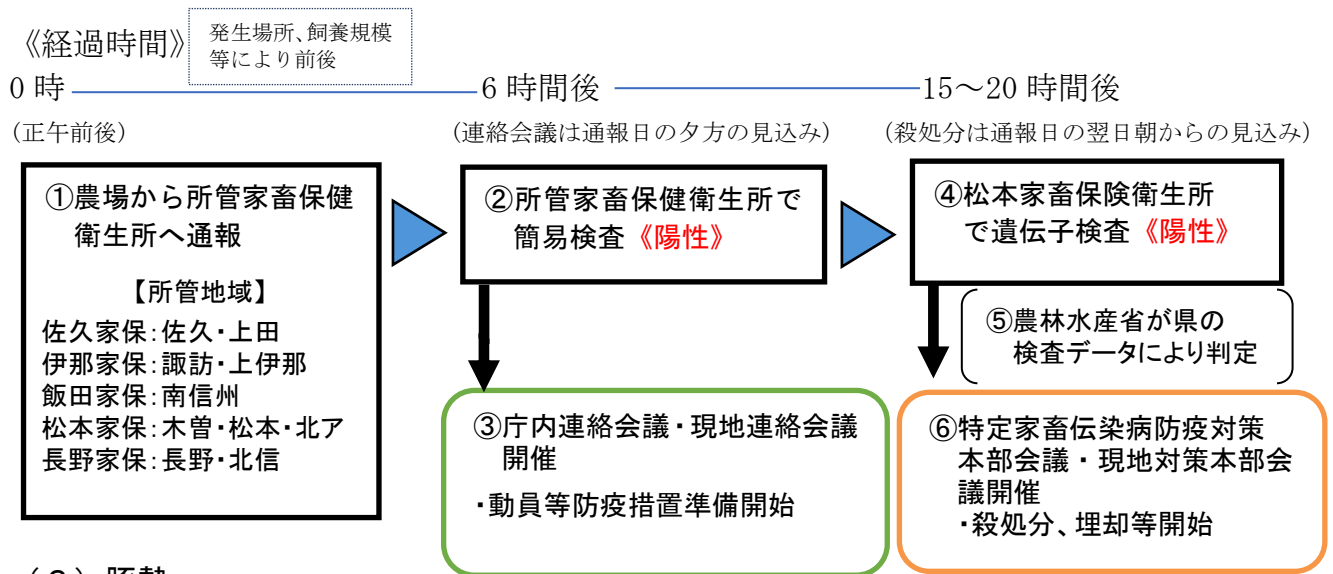 《経過時間》
発生場所、飼養規模
等により前後
0 時
6 時間後
15～20 時間後
(正午前後)
(連絡会議は通報日の夕方の見込み)
(殺処分は通報日の翌日朝からの見込み)
①農場から所管家畜保健
衛生所へ通報
【所管地域】
佐久家保:佐久・上田
伊那家保:諏訪・上伊那
飯田家保:南信州
松本家保:木曽・松本・北ア
長野家保:長野・北信
②所管家畜保健衛生所で
簡易検査《陽性》
③庁内連絡会議・現地連絡会議
開催
・動員等防疫措置準備開始
④松本家畜保険衛生所
で遺伝子検査《陽性》
⑤農林水産省が県の
検査データにより判定
⑥特定家畜伝染病防疫対策
本部会議・現地対策本部会
議開催
・殺処分、埋却等開始